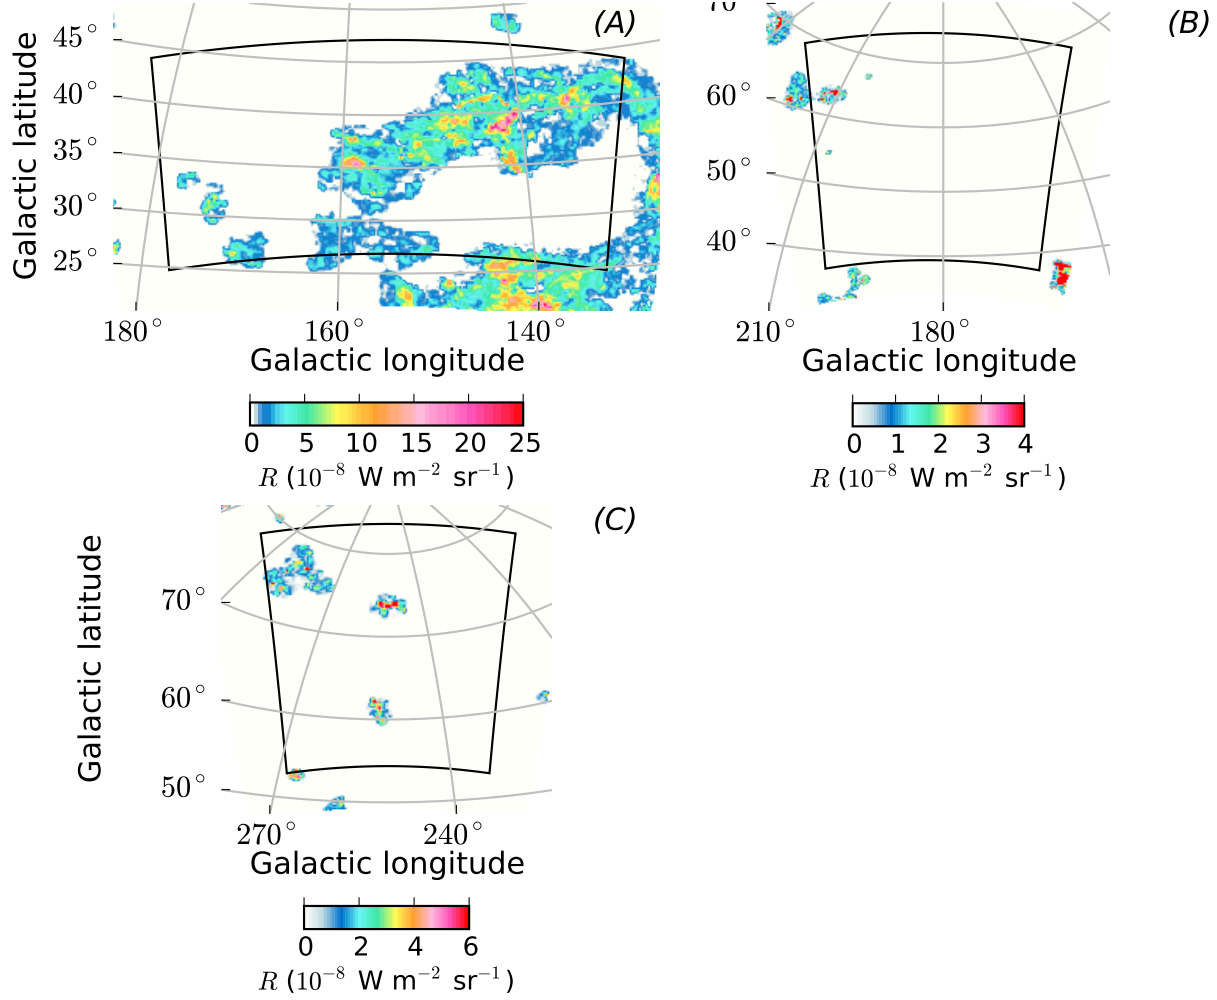 (A)
45°
40°
35°
30°
25°
Galactic latitude
180° 160° 140°
Galactic longitude
0 5 10 15 20 25
R (10⁻⁸ W m⁻² sr⁻¹)
(B)
70°
60°
50°
40°
210° 180°
Galactic longitude
0 1 2 3 4
R (10⁻⁸ W m⁻² sr⁻¹)
(C)
70°
60°
50°
Galactic latitude
270° 240°
Galactic longitude
0 2 4 6
R (10⁻⁸ W m⁻² sr⁻¹)